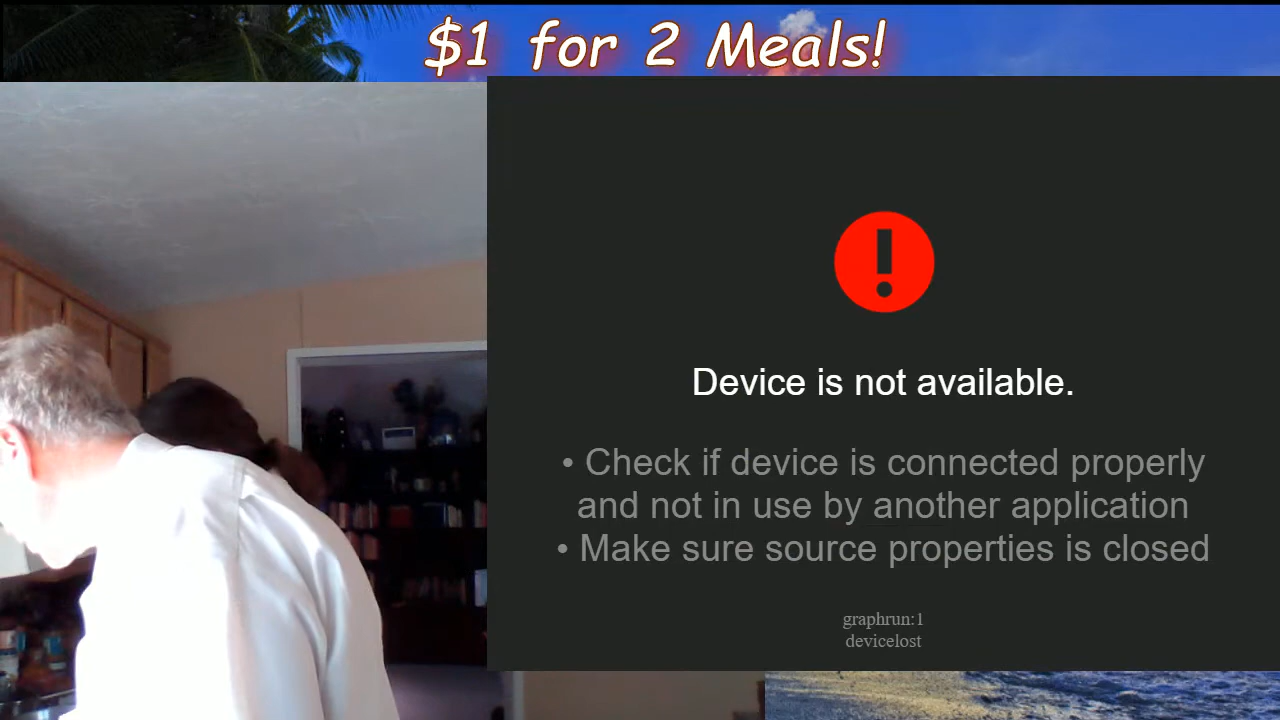 $1 for 2 Meals!
Device is not available.
• Check if device is connected properly
and not in use by another application
• Make sure source properties is closed
graphrun:1
devicelost